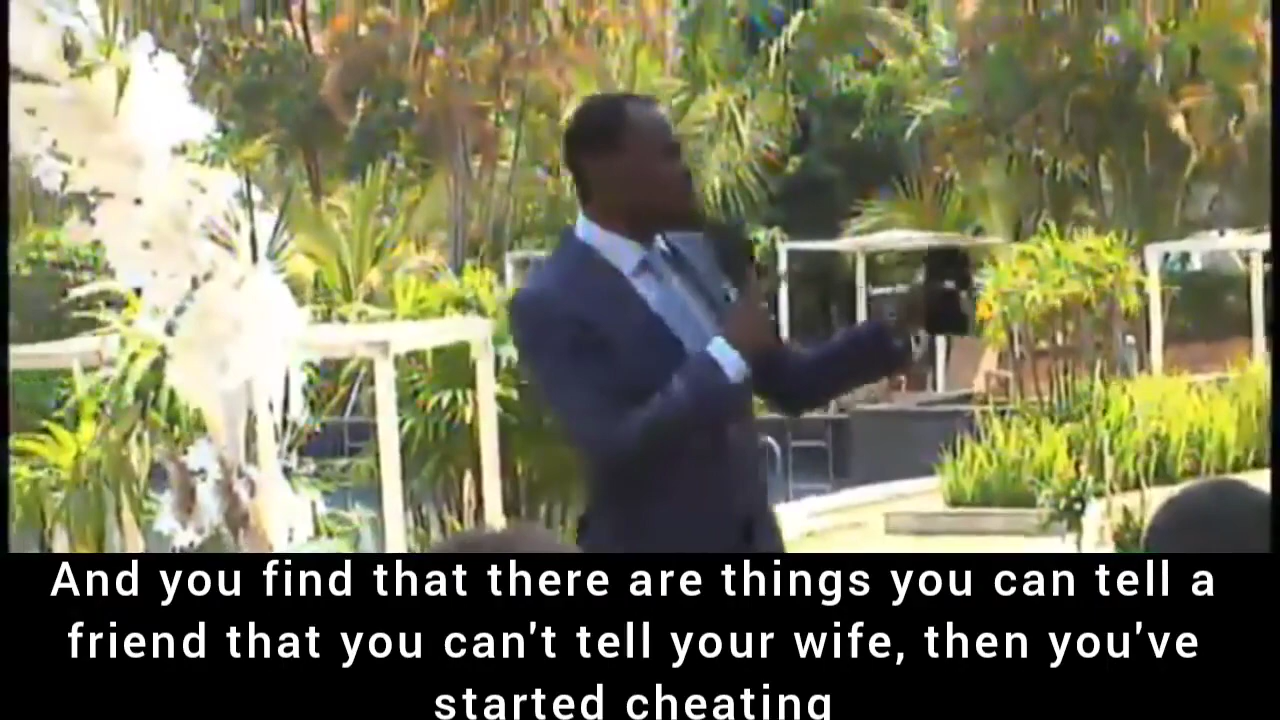 And you find that there are things you can tell a
friend that you can't tell your wife, then you've
started cheating